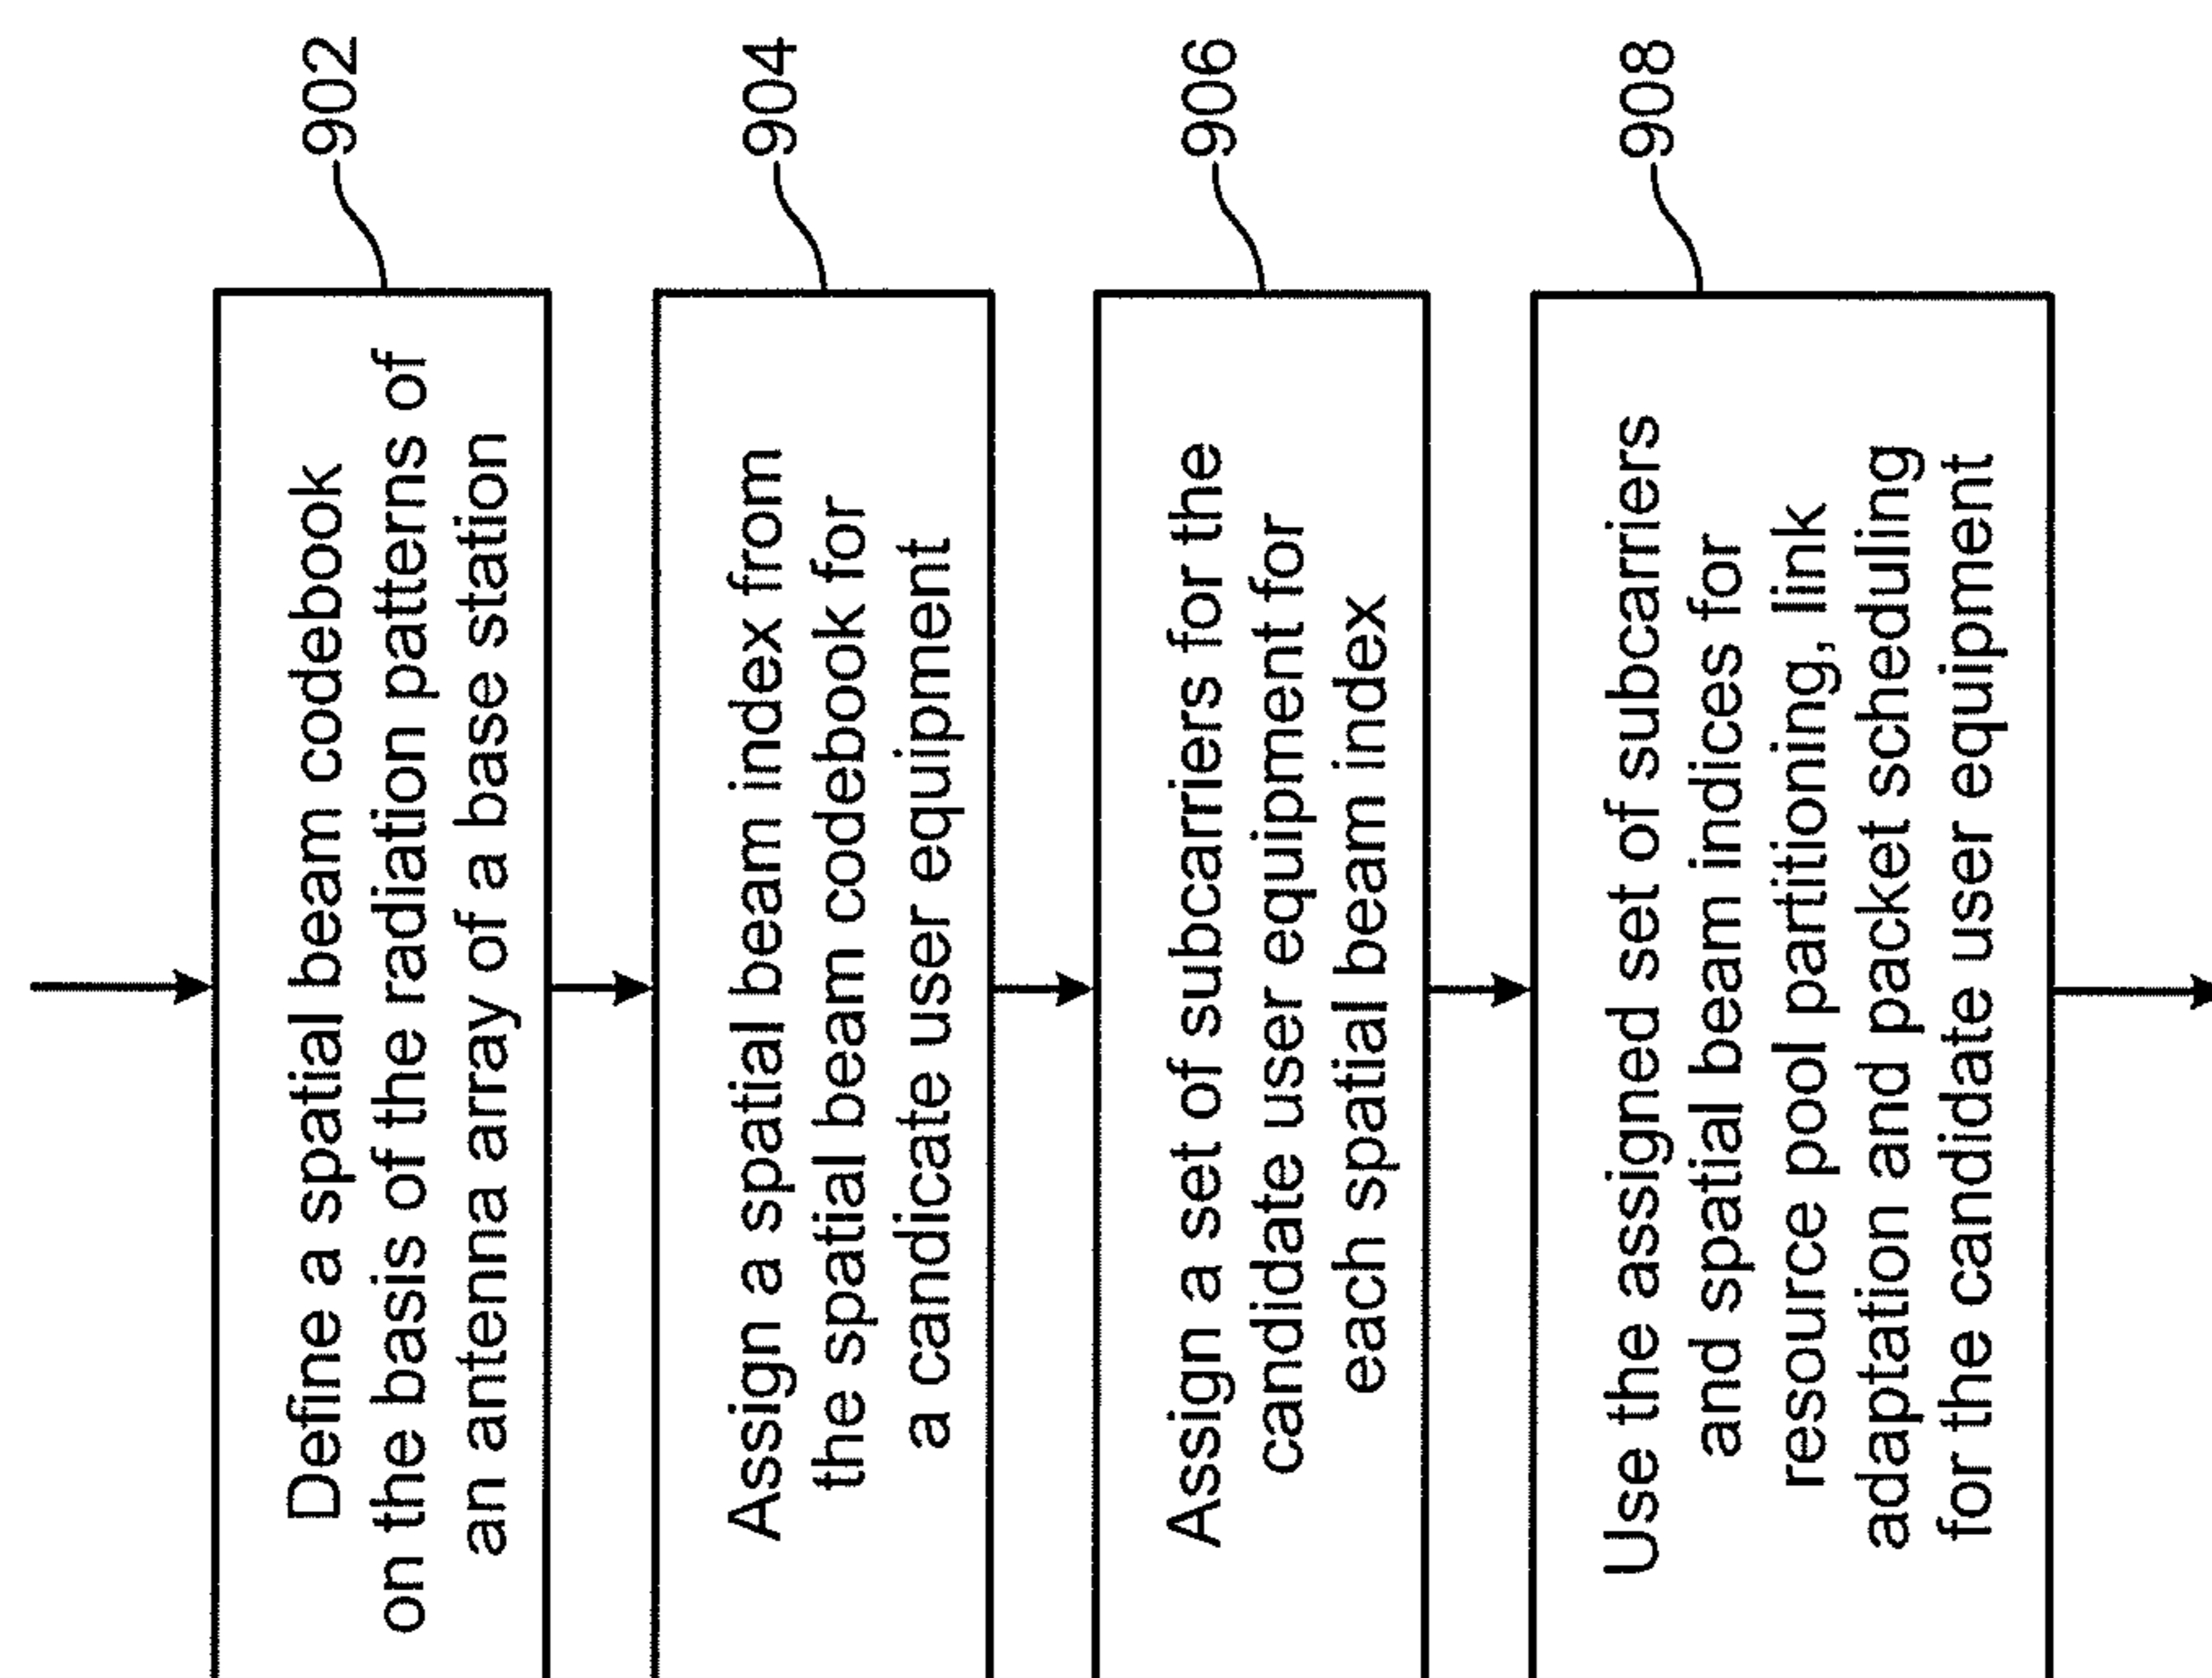 Define a spatial beam codebook
on the basis of the radiation patterns of
an antenna array of a base station
902
Assign a spatial beam index from
the spatial beam codebook for
a candicate user equipment
904
Assign a set of subcarriers for the
candidate user equipment for
each spatial beam index
906
Use the assigned set of subcarriers
and spatial beam indices for
resource pool partitioning, link
adaptation and packet scheduling
for the candidate user equipment
908